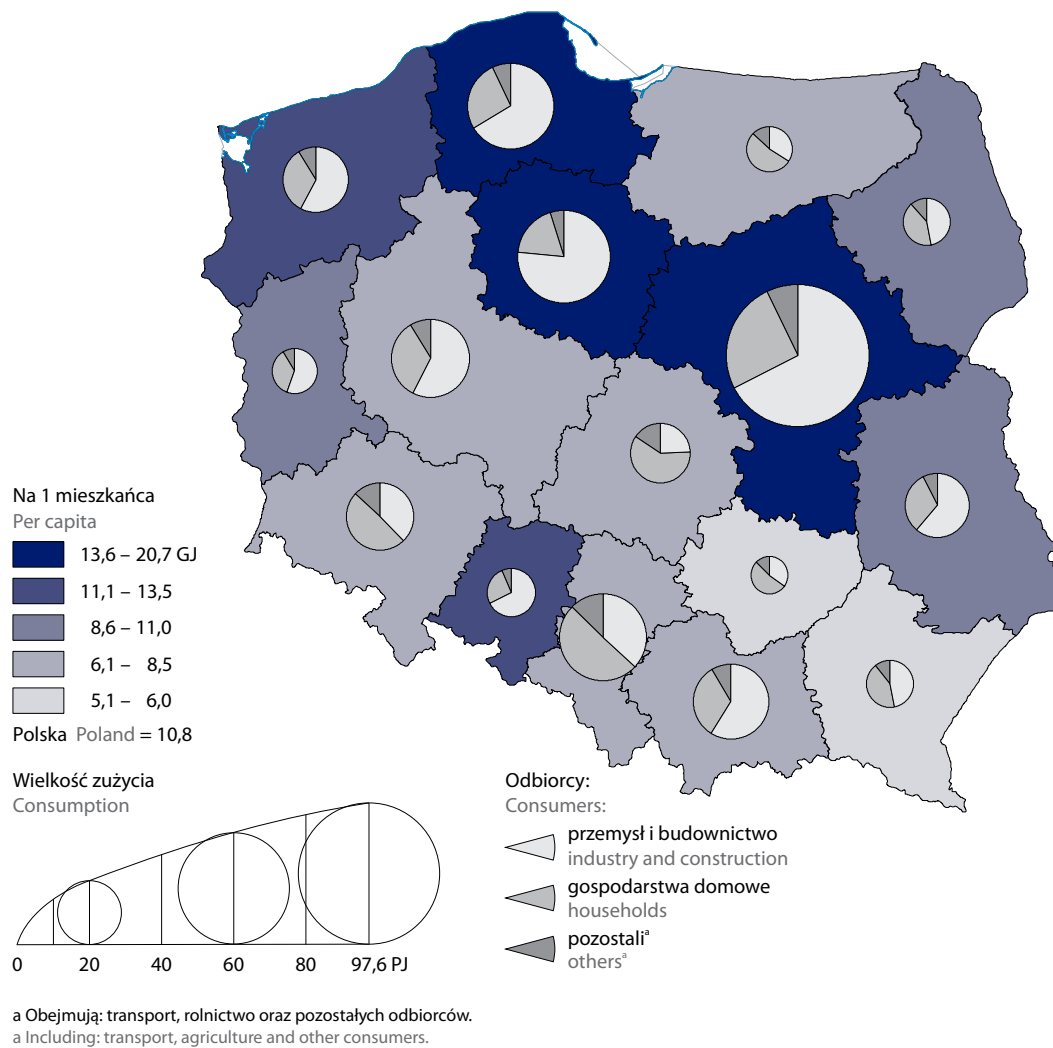 Na 1 mieszkańca
Per capita
13,6 – 20,7 GJ
11,1 – 13,5
8,6 – 11,0
6,1 – 8,5
5,1 – 6,0
Polska Poland = 10,8
Wielkość zużycia
Consumption
0 20 40 60 80 97,6 PJ
Odbiorcy:
Consumers:
przemysł i budownictwo
industry and construction
gospodarstwa domowe
households
pozostaliª
othersª
a Obejmują: transport, rolnictwo oraz pozostałych odbiorców.
a Including: transport, agriculture and other consumers.